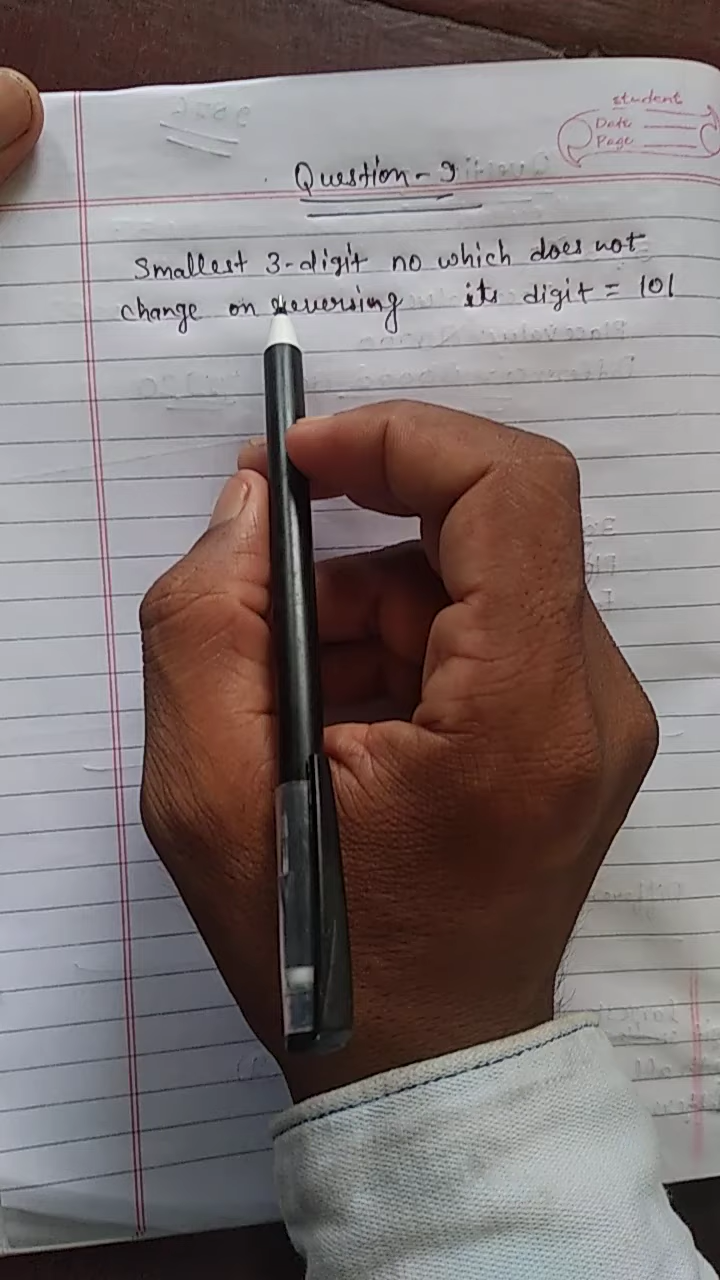 student
Date
Page
Question - 9
Smallest 3-digit no which does not
change on reversing its digit = 101